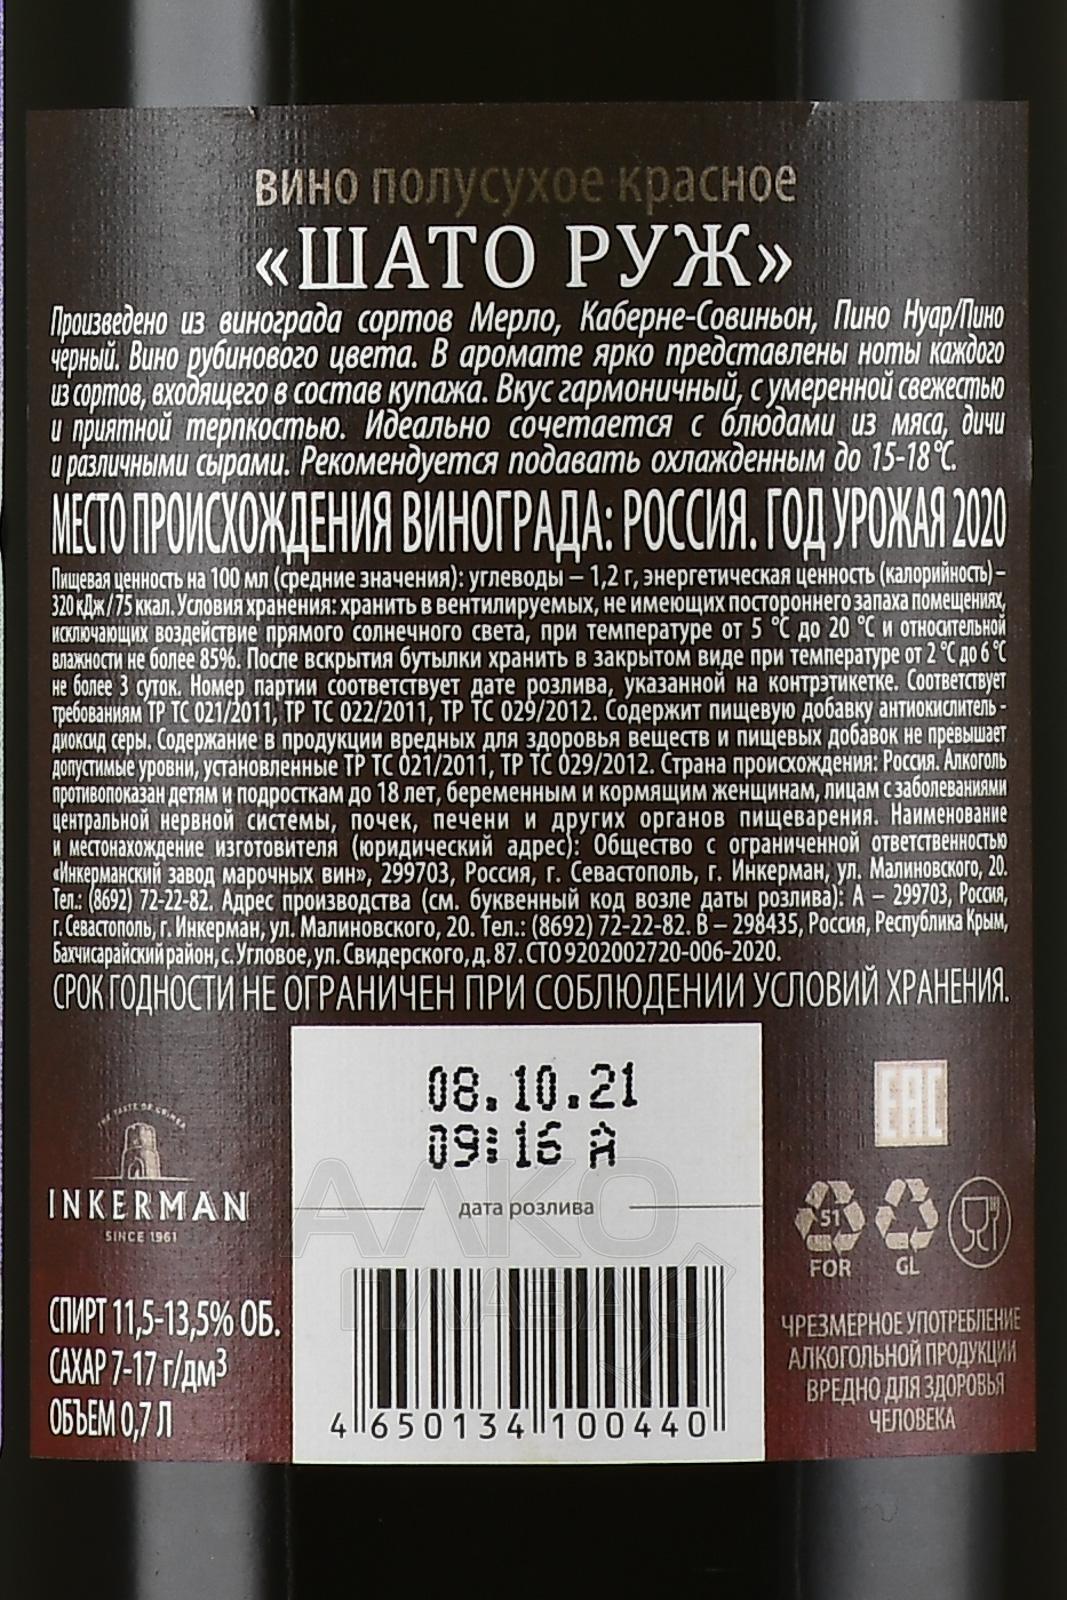 вино полусухое красное
«ШАТО РУЖ»
Произведено из винограда сортов Мерло, Каберне-Совиньон, Пино Нуар/Пино
черный. Вино рубинового цвета. В аромате ярко представлены ноты каждого
из сортов, входящего в состав купажа. Вкус гармоничный, с умеренной свежестью
и приятной терпкостью. Идеально сочетается с блюдами из мяса, дичи
и различными сырами. Рекомендуется подавать охлажденным до 15-18 °С.
МЕСТО ПРОИСХОЖДЕНИЯ ВИНОГРАДА: РОССИЯ. ГОД УРОЖАЯ 2020
Пищевая ценность на 100 мл (средние значения): углеводы – 1,2 г, энергетическая ценность (калорийность) –
320 кДж / 75 ккал. Условия хранения: хранить в вентилируемых, не имеющих постороннего запаха помещениях,
исключающих воздействие прямого солнечного света, при температуре от 5 °С до 20 °С и относительной
влажности не более 85%. После вскрытия бутылки хранить в закрытом виде при температуре от 2 °С до 6 °С
не более 3 суток. Номер партии соответствует дате розлива, указанной на контрэтикетке. Соответствует
требованиям ТР ТС 021/2011, ТР ТС 022/2011, ТР ТС 029/2012. Содержит пищевую добавку антиокислитель -
диоксид серы. Содержание в продукции вредных для здоровья веществ и пищевых добавок не превышает
допустимые уровни, установленные ТР ТС 021/2011, ТР ТС 029/2012. Страна происхождения: Россия. Алкоголь
противопоказан детям и подросткам до 18 лет, беременным и кормящим женщинам, лицам с заболеваниями
центральной нервной системы, почек, печени и других органов пищеварения. Наименование
и местонахождение изготовителя (юридический адрес): Общество с ограниченной ответственностью
«Инкерманский завод марочных вин», 299703, Россия, г. Севастополь, г. Инкерман, ул. Малиновского, 20.
Тел.: (8692) 72-22-82. Адрес производства (см. буквенный код возле даты розлива): А – 299703, Россия,
г. Севастополь, г. Инкерман, ул. Малиновского, 20. Тел.: (8692) 72-22-82. В – 298435, Россия, Республика Крым,
Бахчисарайский район, с. Угловое, ул. Свидерского, д. 87. СТО 9202002720-006-2020.
СРОК ГОДНОСТИ НЕ ОГРАНИЧЕН ПРИ СОБЛЮДЕНИИ УСЛОВИЙ ХРАНЕНИЯ.
08.10.21
09:16 A
дата розлива
THE TASTE OF CRIMEA
INKERMAN
SINCE 1961
EAC
51
FOR
GL
СПИРТ 11,5-13,5% ОБ.
САХАР 7-17 г/дм3
ОБЪЕМ 0,7 Л
4 650134 100440
ЧРЕЗМЕРНОЕ УПОТРЕБЛЕНИЕ
АЛКОГОЛЬНОЙ ПРОДУКЦИИ
ВРЕДНО ДЛЯ ЗДОРОВЬЯ
ЧЕЛОВЕКА
АЛКО
ПЛАЗА